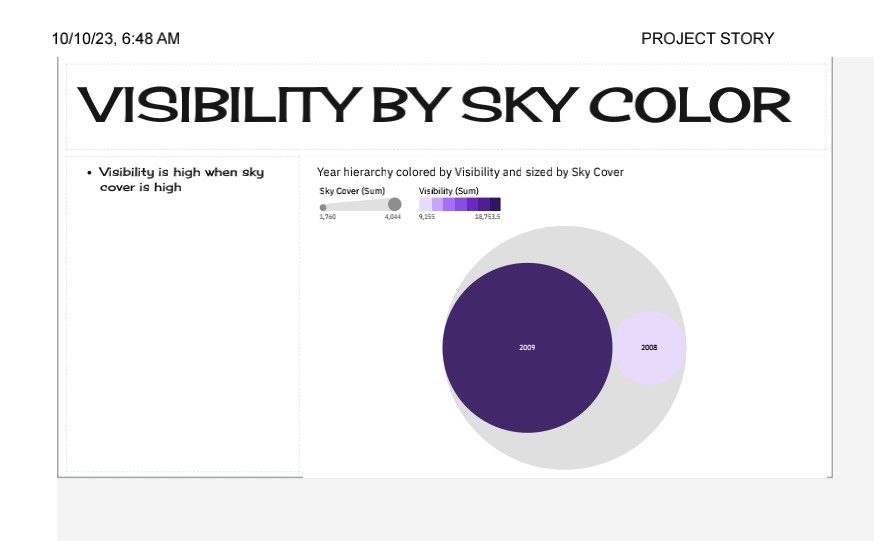 10/10/23, 6:48 AM PROJECT STORY
VISIBILITY BY SKY COLOR
• Visibility is high when sky
cover is high
Year hierarchy colored by Visibility and sized by Sky Cover
Sky Cover (Sum) Visibility (Sum)
1,760 4,044 9,155 18,753.5
2009 2008